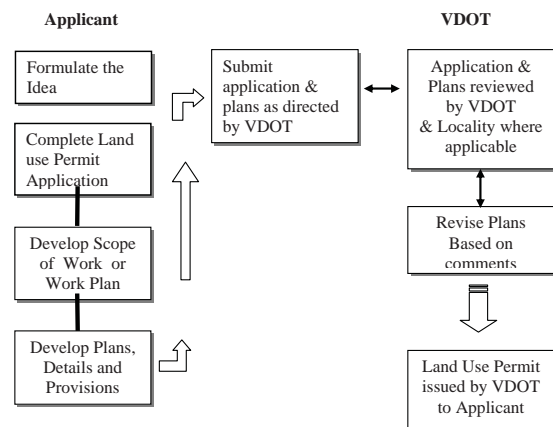 Applicant
VDOT
Formulate the
Idea
Complete Land
use Permit
Application
Develop Scope
of Work or
Work Plan
Develop Plans,
Details and
Provisions
Submit
application &
plans as directed
by VDOT
Application &
Plans reviewed
by VDOT
& Locality where
applicable
Revise Plans
Based on
comments
Land Use Permit
issued by VDOT
to Applicant